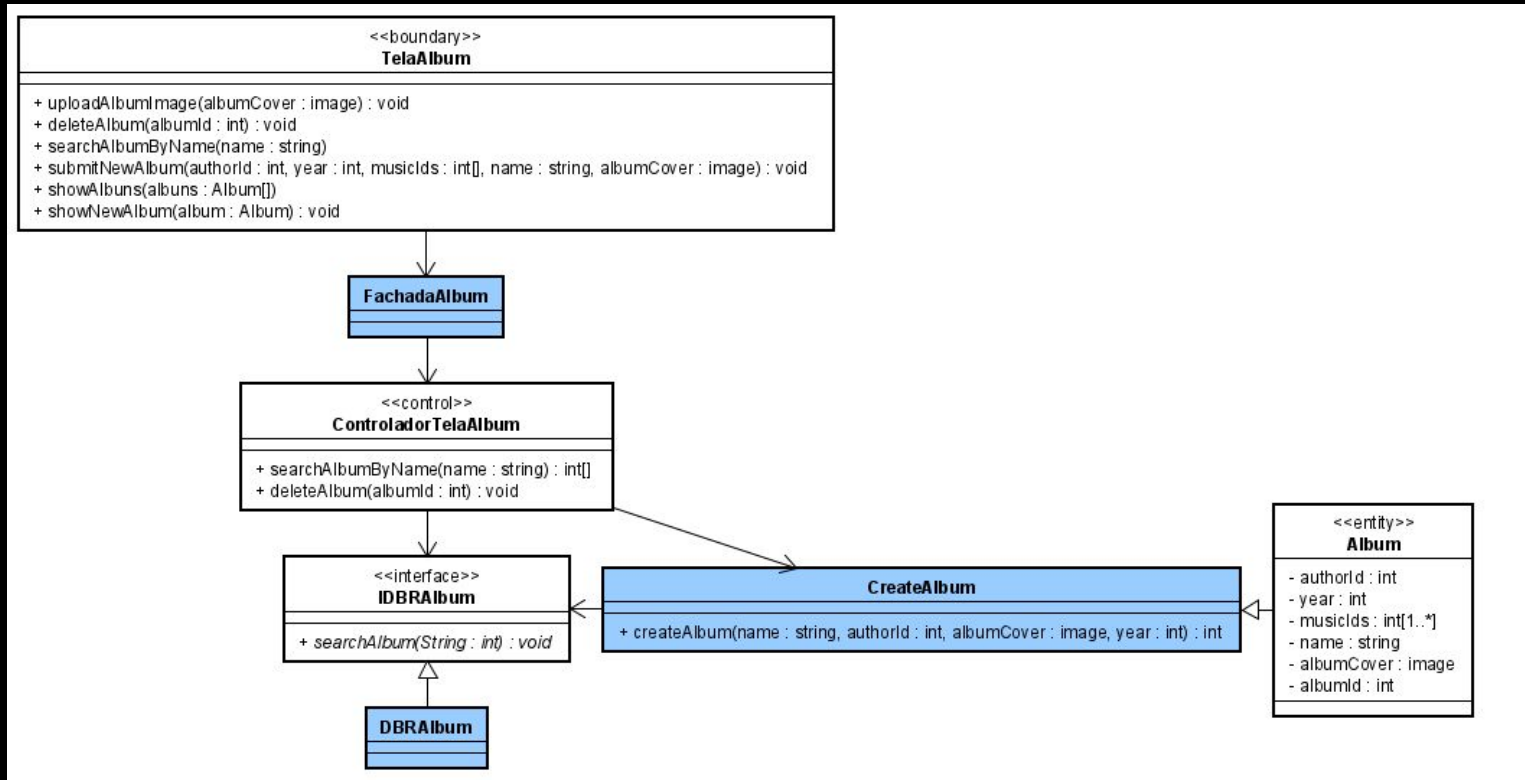 <<boundary>>
TelaAlbum
+ uploadAlbumImage(albumCover : image) : void
+ deleteAlbum(albumId : int) : void
+ searchAlbumByName(name : string)
+ submitNewAlbum(authorId : int, year : int, musicIds : int[], name : string, albumCover : image) : void
+ showAlbuns(albuns : Album[])
+ showNewAlbum(album : Album) : void
FachadaAlbum
<<control>>
ControladorTelaAlbum
+ searchAlbumByName(name : string) : int[]
+ deleteAlbum(albumId : int) : void
<<interface>>
IDBRAlbum
+ searchAlbum(String : int) : void
CreateAlbum
+ createAlbum(name : string, authorId : int, albumCover : image, year : int) : int
<<entity>>
Album
- authorId : int
- year : int
- musicIds : int[1..*]
- name : string
- albumCover : image
- albumId : int
DBRAlbum